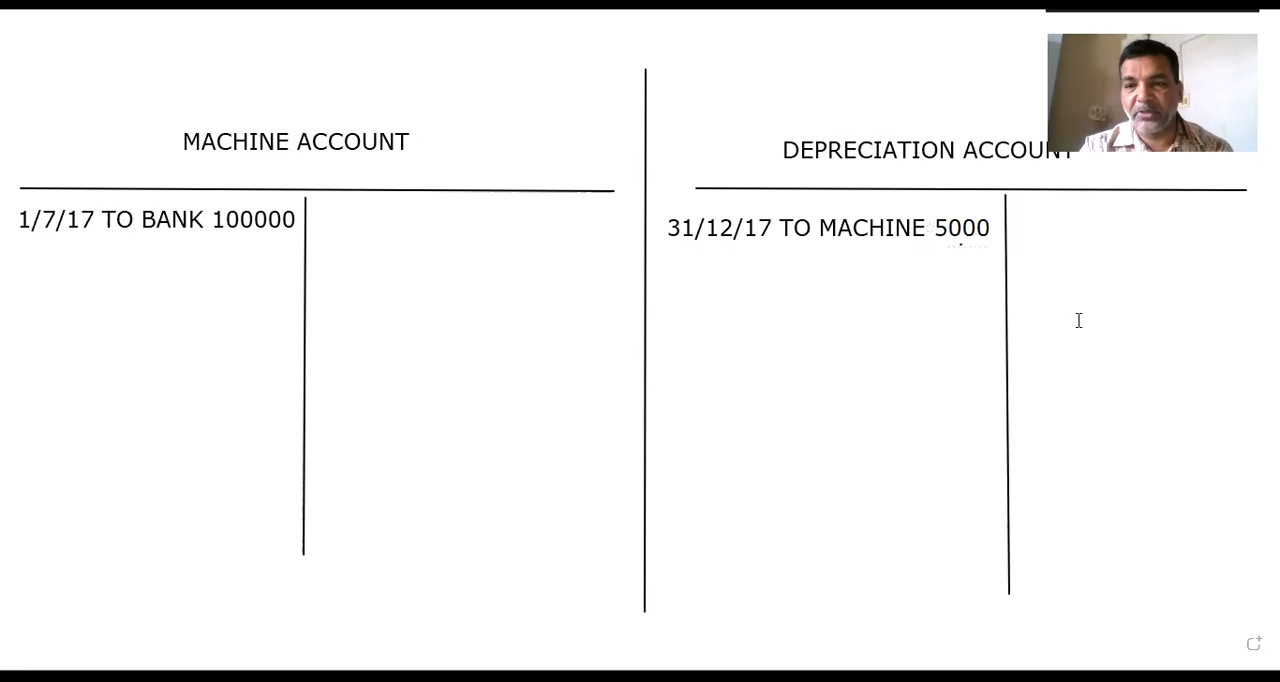 MACHINE ACCOUNT
1/7/17 TO BANK 100000
DEPRECIATION ACCOUNT
31/12/17 TO MACHINE 5000